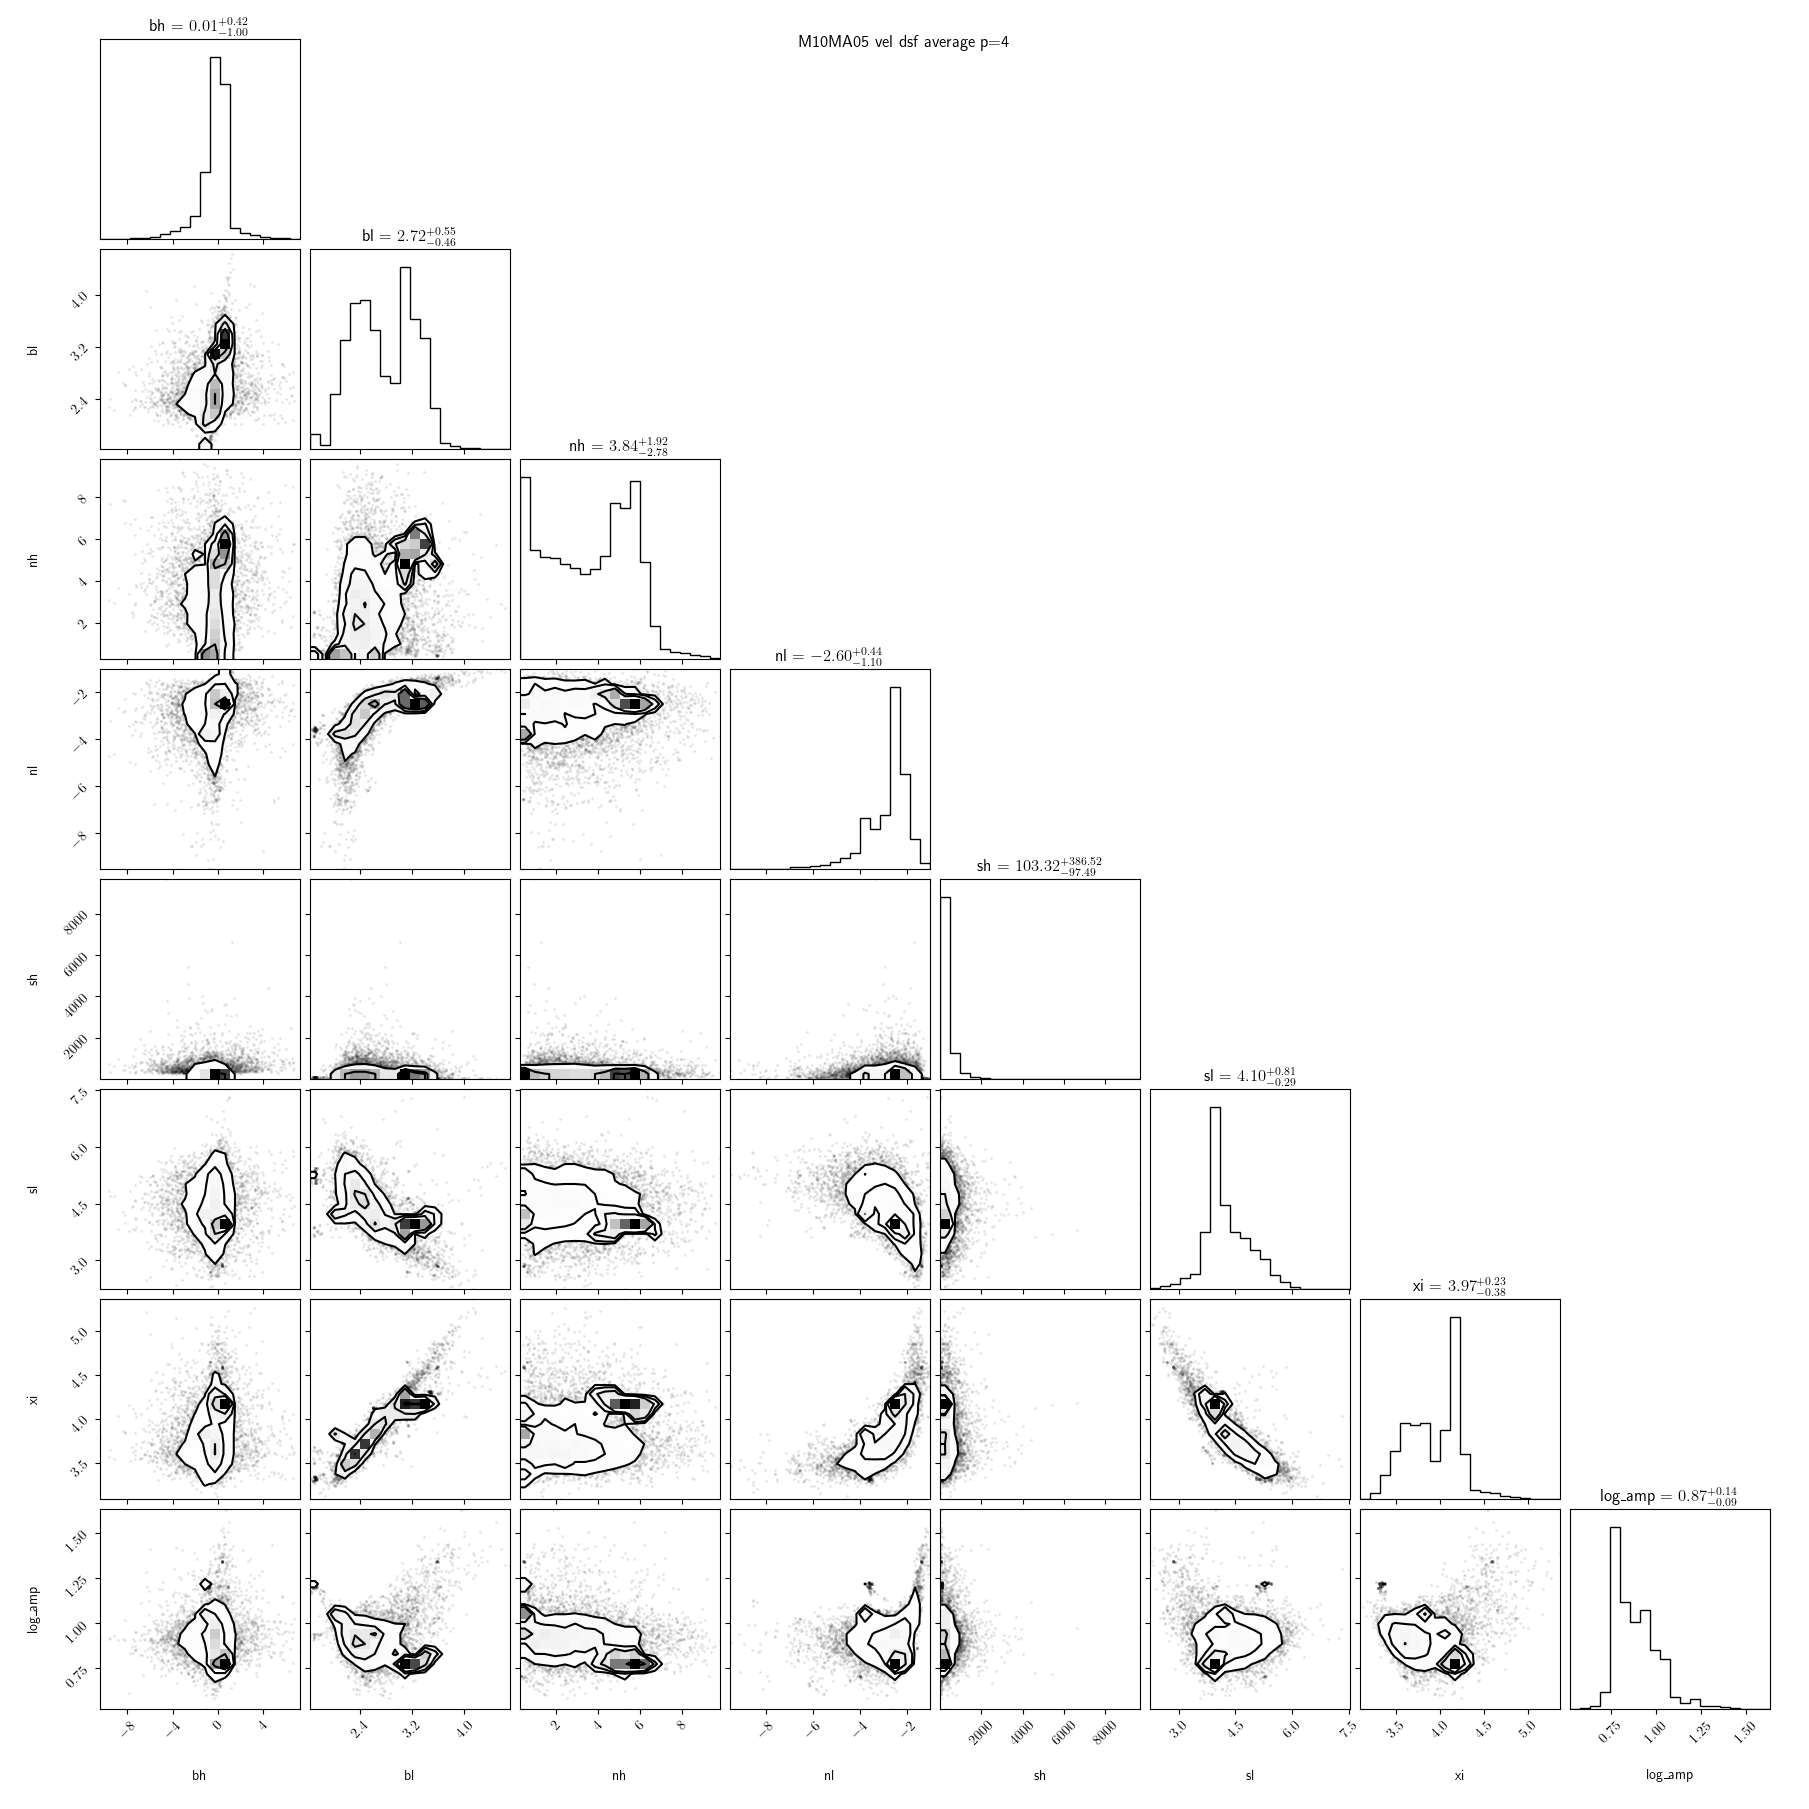 M10MA05 vel dsf average p=4
bh = 0.01+0.42 −1.00
bl = 2.72+0.55 −0.46
bl
4.0
3.2
2.4
nh = 3.84+1.92 −2.78
nh
8
6
4
2
nl = −2.60+0.44 −1.10
nl
−2
−4
−6
−8
sh = 103.32+386.52 −97.49
sh
8000
6000
4000
2000
sl = 4.10+0.81 −0.29
sl
7.5
6.0
4.5
3.0
xi = 3.97+0.23 −0.38
xi
5.0
4.5
4.0
3.5
log_amp = 0.87+0.14 −0.09
log_amp
1.50
1.25
1.00
0.75
−8 −4 0 4 2.4 3.2 4.0 2 4 6 8 −8 −6 −4 −2 2000 4000 6000 8000 3.0 4.5 6.0 7.5 3.5 4.0 4.5 5.0 0.75 1.00 1.25 1.50
bh bl nh nl sh sl xi log_amp